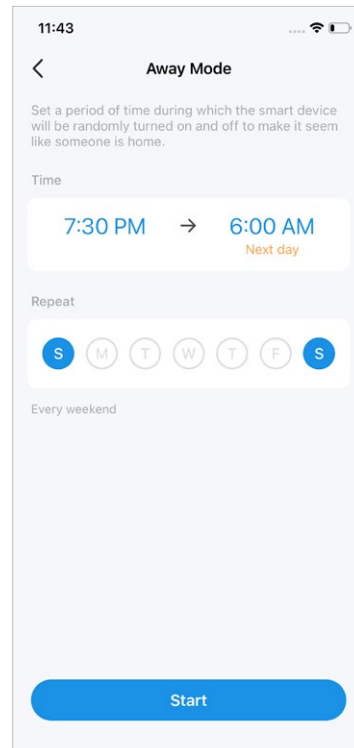 11:43
Away Mode
Set a period of time during which the smart device
will be randomly turned on and off to make it seem
like someone is home.
Time
7:30 PM → 6:00 AM
Next day
Repeat
S M T W T F S
Every weekend
Start